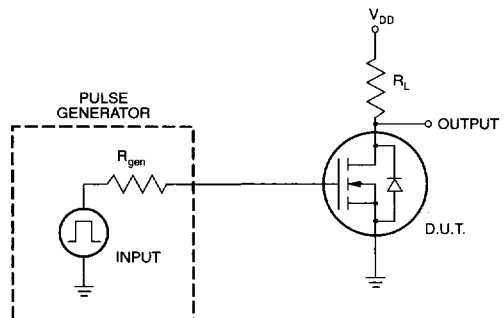 V_DD
R_L
PULSE
GENERATOR
OUTPUT
R_gen
D.U.T.
INPUT